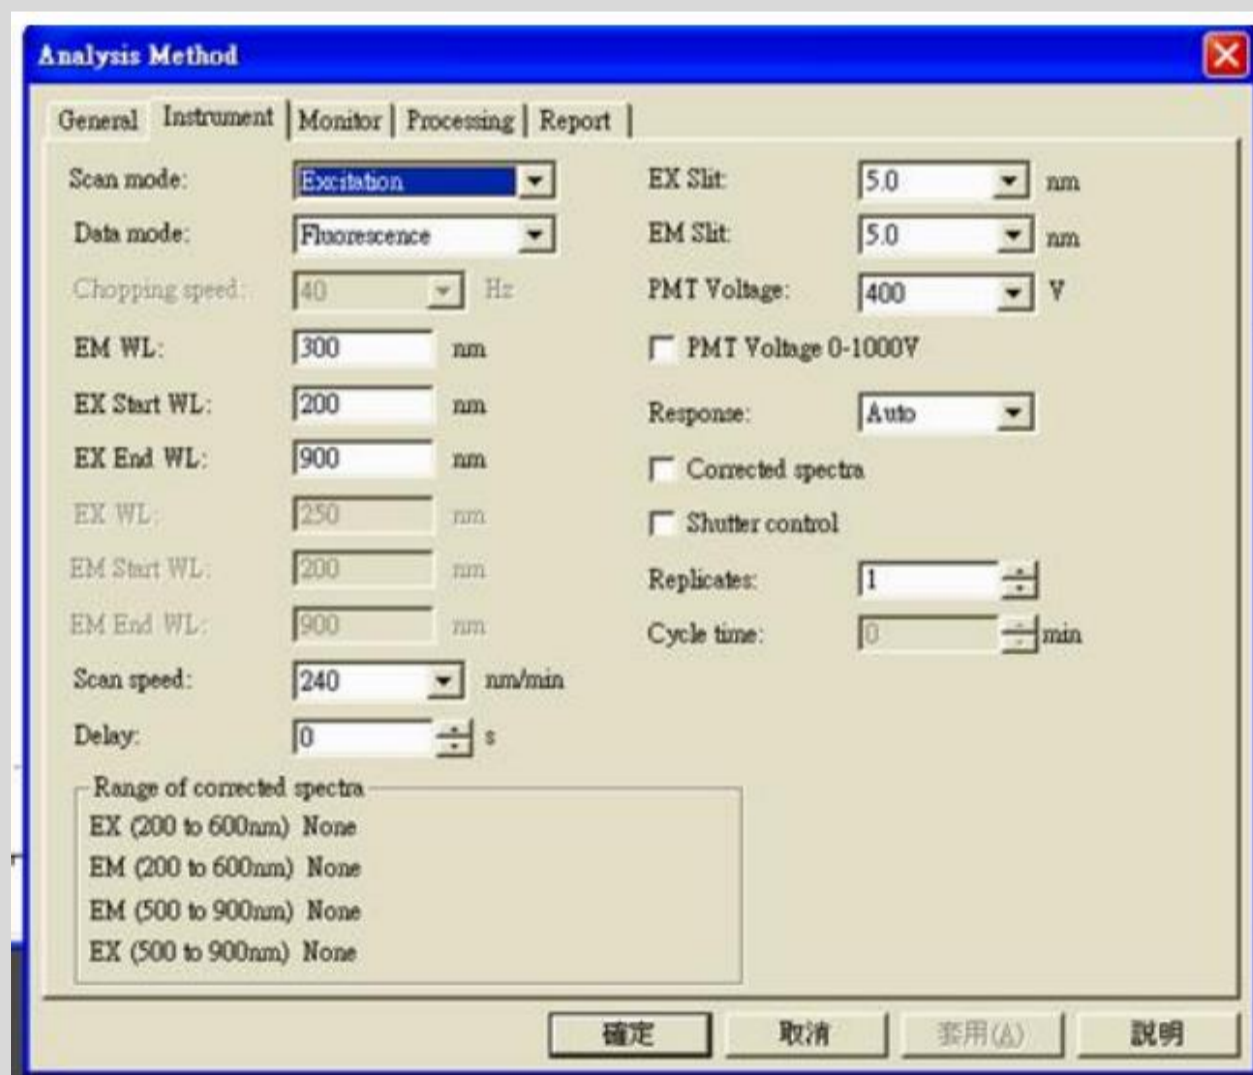 Analysis Method
General Instrument Monitor Processing Report
Scan mode: Excitation
Data mode: Fluorescence
Chopping speed: 40 Hz
EM WL: 300 nm
EX Start WL: 200 nm
EX End WL: 900 nm
EX WL: 250 nm
EM Start WL: 200 nm
EM End WL: 900 nm
Scan speed: 240 nm/min
Delay: 0 s
EX Slit: 5.0 nm
EM Slit: 5.0 nm
PMT Voltage: 400 V
PMT Voltage 0-1000V
Response: Auto
Corrected spectra
Shutter control
Replicates: 1
Cycle time: 0 min
Range of corrected spectra
EX (200 to 600nm) None
EM (200 to 600nm) None
EM (500 to 900nm) None
EX (500 to 900nm) None
確定 取消 套用(A) 說明